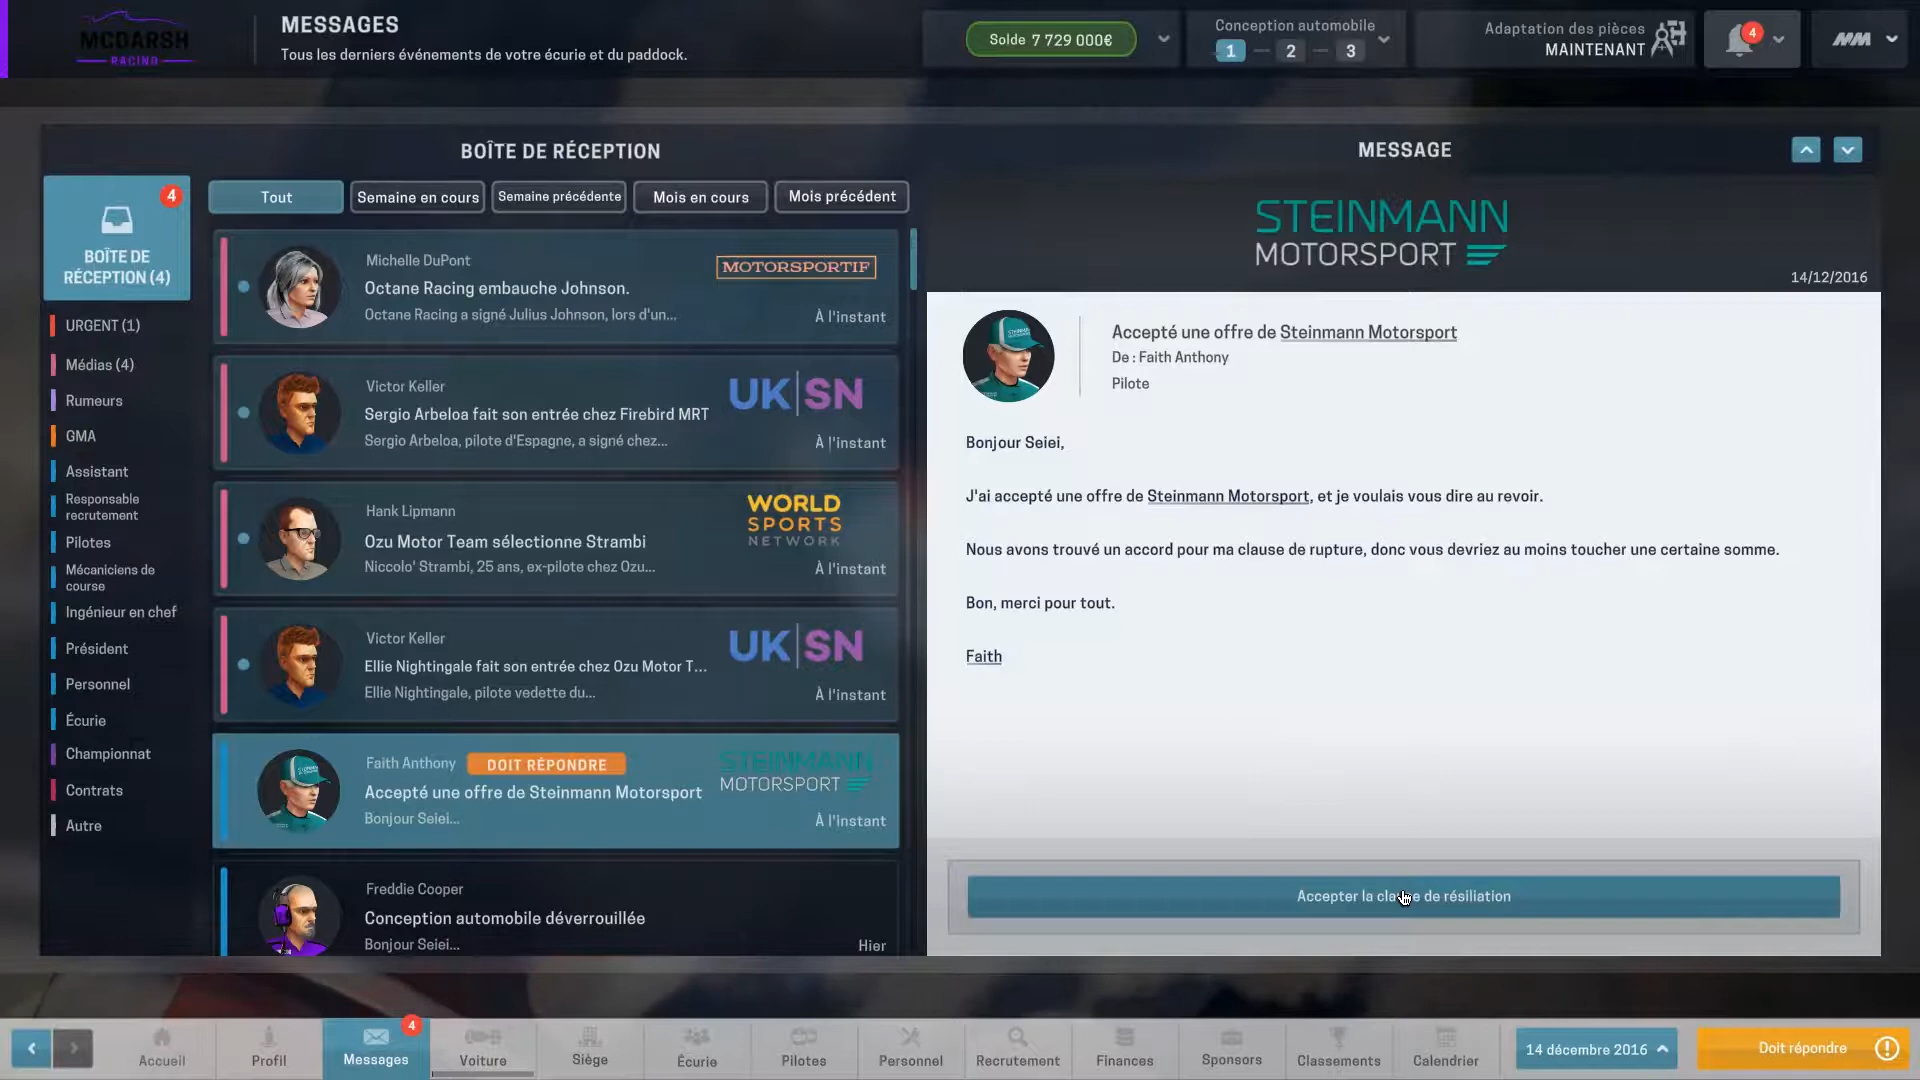 MCDARSH
RACING
MESSAGES
Tous les derniers événements de votre écurie et du paddock.
Solde 7 729 000€
Conception automobile
1 — 2 — 3
Adaptation des pièces
MAINTENANT
4
BOÎTE DE RÉCEPTION
MESSAGE
4
BOÎTE DE
RÉCEPTION (4)
URGENT (1)
Médias (4)
Rumeurs
GMA
Assistant
Responsable
recrutement
Pilotes
Mécaniciens de
course
Ingénieur en chef
Président
Personnel
Écurie
Championnat
Contrats
Autre
Tout
Semaine en cours
Semaine précédente
Mois en cours
Mois précédent
Michelle DuPont
MOTORSPORTIF
Octane Racing embauche Johnson.
Octane Racing a signé Julius Johnson, lors d'un...
À l'instant
Victor Keller
UK|SN
Sergio Arbeloa fait son entrée chez Firebird MRT
Sergio Arbeloa, pilote d'Espagne, a signé chez...
À l'instant
Hank Lipmann
WORLD
SPORTS
NETWORK
Ozu Motor Team sélectionne Strambi
Niccolo' Strambi, 25 ans, ex-pilote chez Ozu...
À l'instant
Victor Keller
UK|SN
Ellie Nightingale fait son entrée chez Ozu Motor T...
Ellie Nightingale, pilote vedette du...
À l'instant
Faith Anthony
DOIT RÉPONDRE
STEINMANN
MOTORSPORT
Accepté une offre de Steinmann Motorsport
Bonjour Seiei...
À l'instant
Freddie Cooper
Conception automobile déverrouillée
Bonjour Seiei...
Hier
STEINMANN
MOTORSPORT
14/12/2016
Accepté une offre de Steinmann Motorsport
De : Faith Anthony
Pilote
Bonjour Seiei,
J'ai accepté une offre de Steinmann Motorsport, et je voulais vous dire au revoir.
Nous avons trouvé un accord pour ma clause de rupture, donc vous devriez au moins toucher une certaine somme.
Bon, merci pour tout.
Faith
Accepter la clause de résiliation
Accueil
Profil
Messages
4
Voiture
Siège
Écurie
Pilotes
Personnel
Recrutement
Finances
Sponsors
Classements
Calendrier
14 décembre 2016
Doit répondre